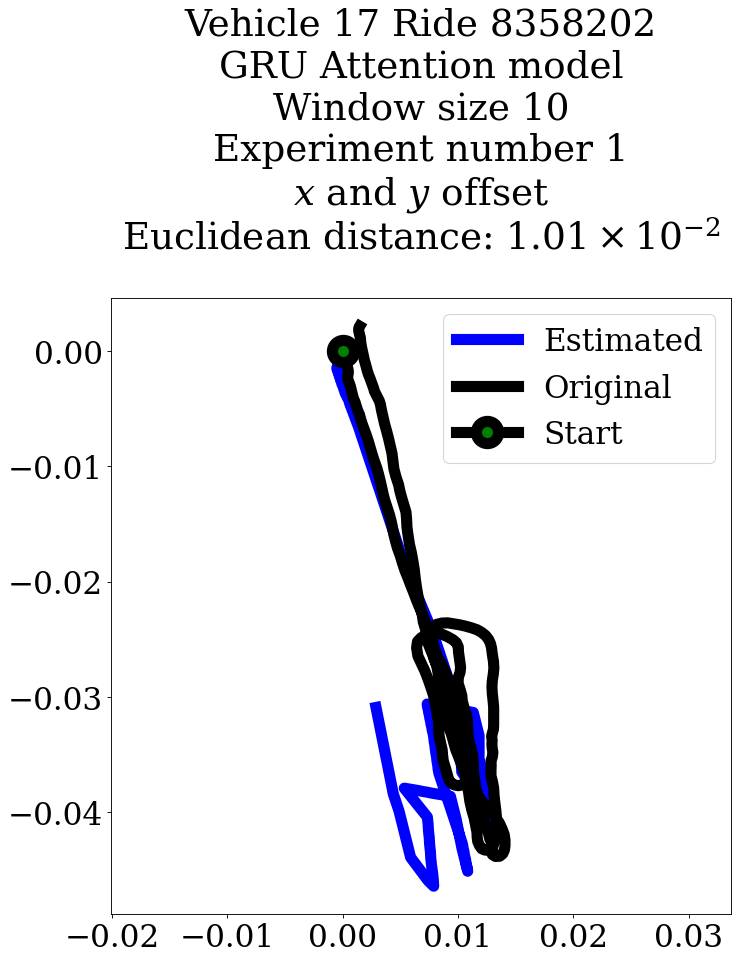 Vehicle 17 Ride 8358202
GRU Attention model
Window size 10
Experiment number 1
x and y offset
Euclidean distance: 1.01 × 10⁻²
Estimated
Original
Start
0.00
−0.01
−0.02
−0.03
−0.04
−0.02 −0.01 0.00 0.01 0.02 0.03